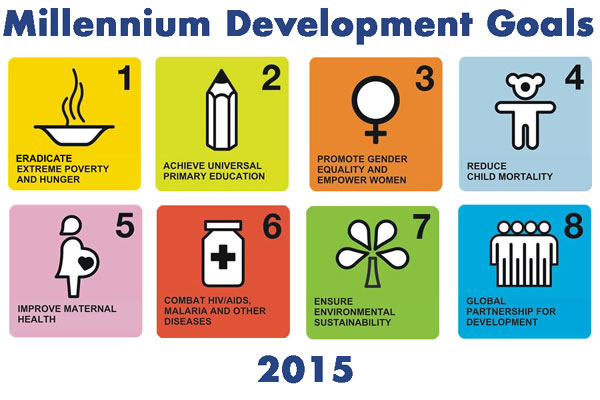 Millennium Development Goals
1
ERADICATE
EXTREME POVERTY
AND HUNGER
2
ACHIEVE UNIVERSAL
PRIMARY EDUCATION
3
PROMOTE GENDER
EQUALITY AND
EMPOWER WOMEN
4
REDUCE
CHILD MORTALITY
5
IMPROVE MATERNAL
HEALTH
6
COMBAT HIV/AIDS,
MALARIA AND OTHER
DISEASES
7
ENSURE
ENVIRONMENTAL
SUSTAINABILITY
8
GLOBAL
PARTNERSHIP FOR
DEVELOPMENT
2015